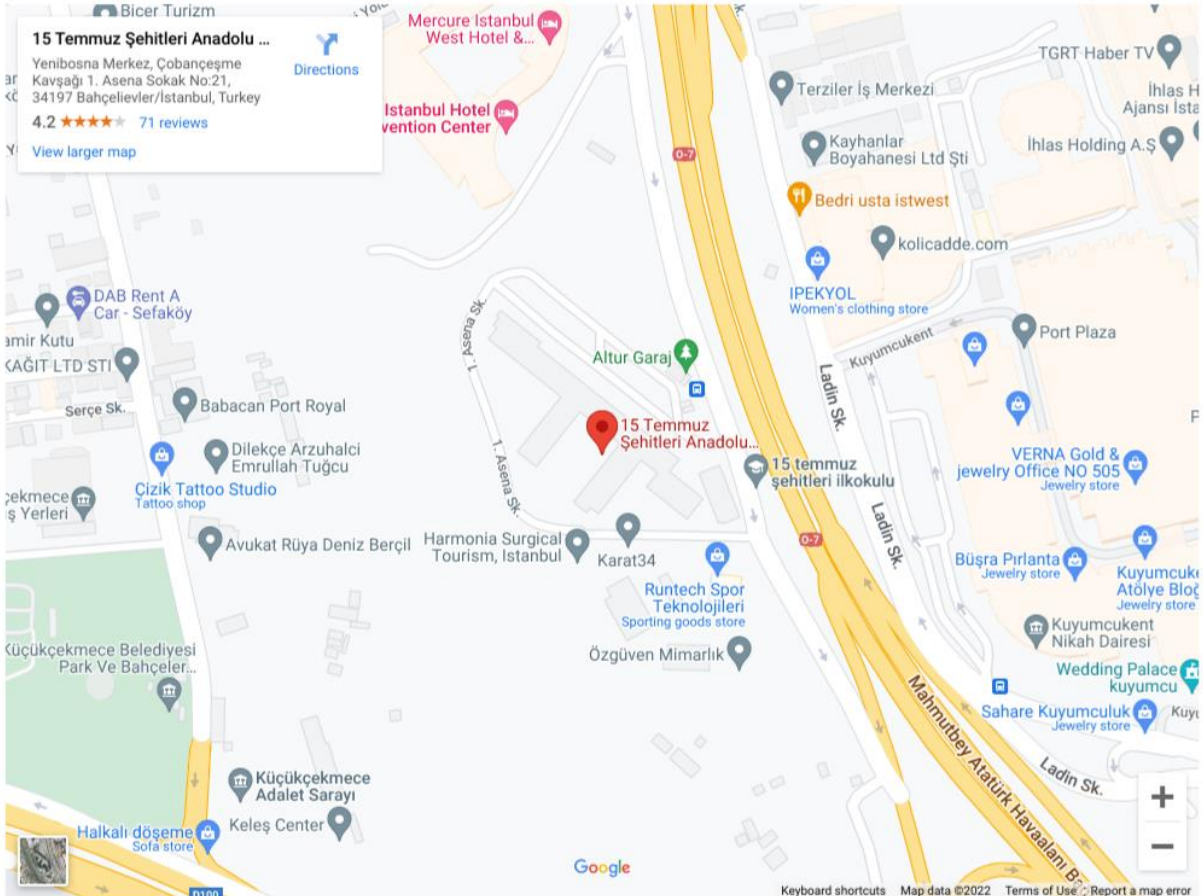 Bicer Turizm
15 Temmuz Şehitleri Anadolu ...
Yenibosna Merkez, Çobançeşme
Kavşağı 1. Asena Sokak No:21,
34197 Bahçelievler/İstanbul, Turkey
4.2
71 reviews
View larger map
Directions
Mercure Istanbul
West Hotel &...
Istanbul Hotel
vention Center
TGRT Haber TV
Terziler İş Merkezi
İhlas H
Ajansı İsta
Kayhanlar
Boyahanesi Ltd Şti
İhlas Holding A.Ş
O-7
Bedri usta istwest
kolicadde.com
IPEKYOL
Women's clothing store
DAB Rent A
Car - Sefaköy
amir Kutu
KAĞIT LTD STI
Serçe Sk.
Babacan Port Royal
1. Asena Sk.
Altur Garaj
Kuyumcukent
Port Plaza
Ladin Sk.
15 Temmuz
Şehitleri Anadolu...
Dilekçe Arzuhalci
Emrullah Tuğcu
1. Asena Sk.
15 temmuz
şehitleri ilkokulu
VERNA Gold &
jewelry Office NO 505
Jewelry store
Çizik Tattoo Studio
Tattoo shop
çekmece
ş Yerleri
Avukat Rüya Deniz Berçil
Harmonia Surgical
Tourism, Istanbul
Karat34
O-7
Ladin Sk.
Büşra Pırlanta
Jewelry store
Kuyumcuke
Atölye Bloğ
Jewelry store
Runtech Spor
Teknolojileri
Sporting goods store
Kuyumcukent
Nikah Dairesi
Küçükçekmece Belediyesi
Park Ve Bahçeler...
Özgüven Mimarlık
Wedding Palace
kuyumcu
Sahare Kuyumculuk
Jewelry store
Kuyu
Mahmutbey Atatürk Havaalanı Ba
Ladin Sk.
Küçükçekmece
Adalet Sarayı
Keleş Center
Halkalı döşeme
Sofa store
D100
+
−
Google
Keyboard shortcuts Map data ©2022 Terms of Use Report a map error